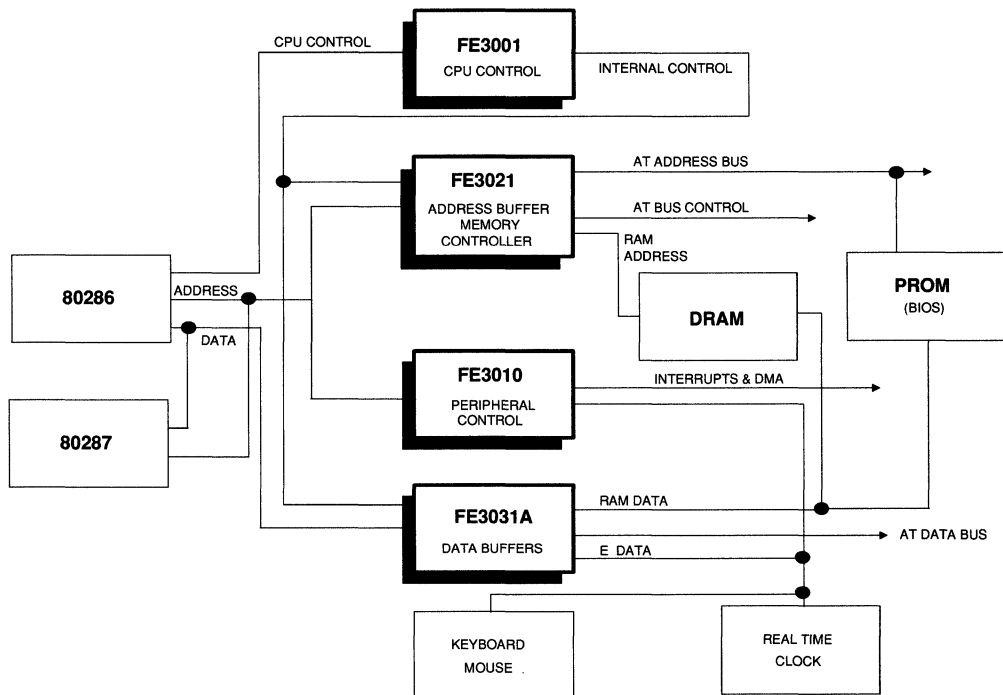 CPU CONTROL
FE3001
CPU CONTROL
INTERNAL CONTROL
AT ADDRESS BUS
FE3021
ADDRESS BUFFER
MEMORY
CONTROLLER
AT BUS CONTROL
RAM
ADDRESS
80286
ADDRESS
DATA
PROM
(BIOS)
DRAM
FE3010
PERIPHERAL
CONTROL
INTERRUPTS & DMA
80287
FE3031A
DATA BUFFERS
RAM DATA
AT DATA BUS
E DATA
KEYBOARD
MOUSE
REAL TIME
CLOCK